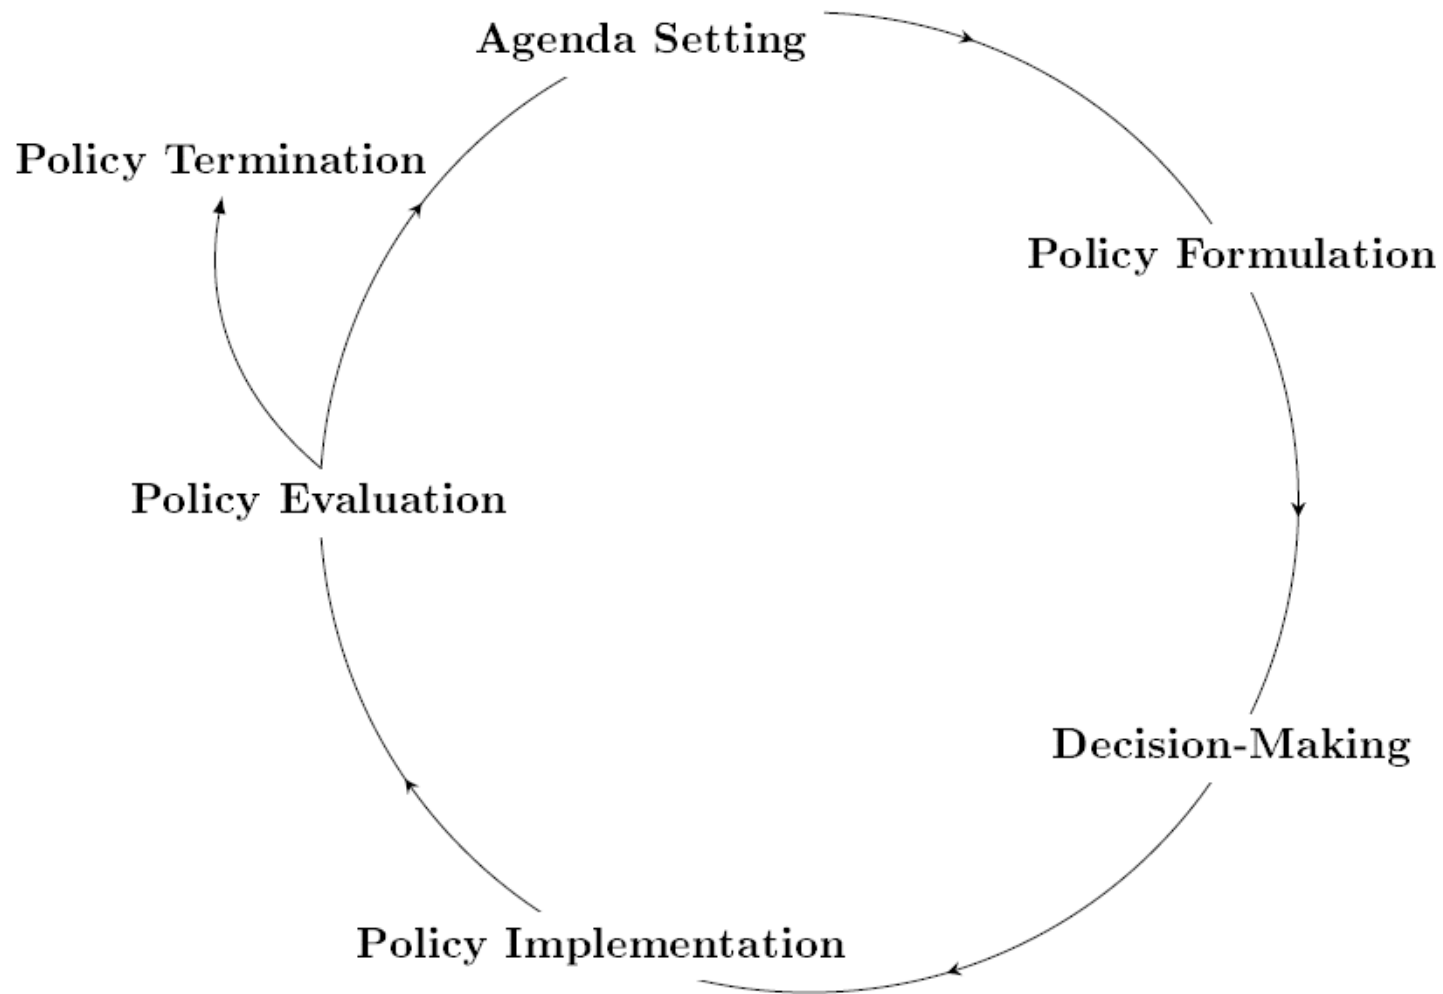 Agenda Setting
Policy Termination
Policy Formulation
Policy Evaluation
Decision-Making
Policy Implementation